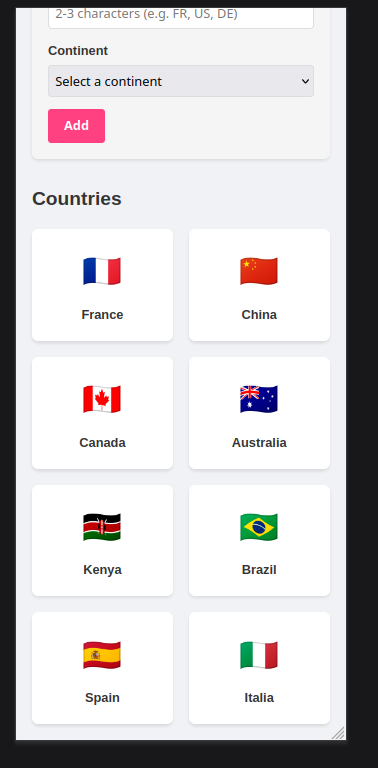 2-3 characters (e.g. FR, US, DE)
Continent
Select a continent
Add
Countries
France
China
Canada
Australia
Kenya
Brazil
Spain
Italia